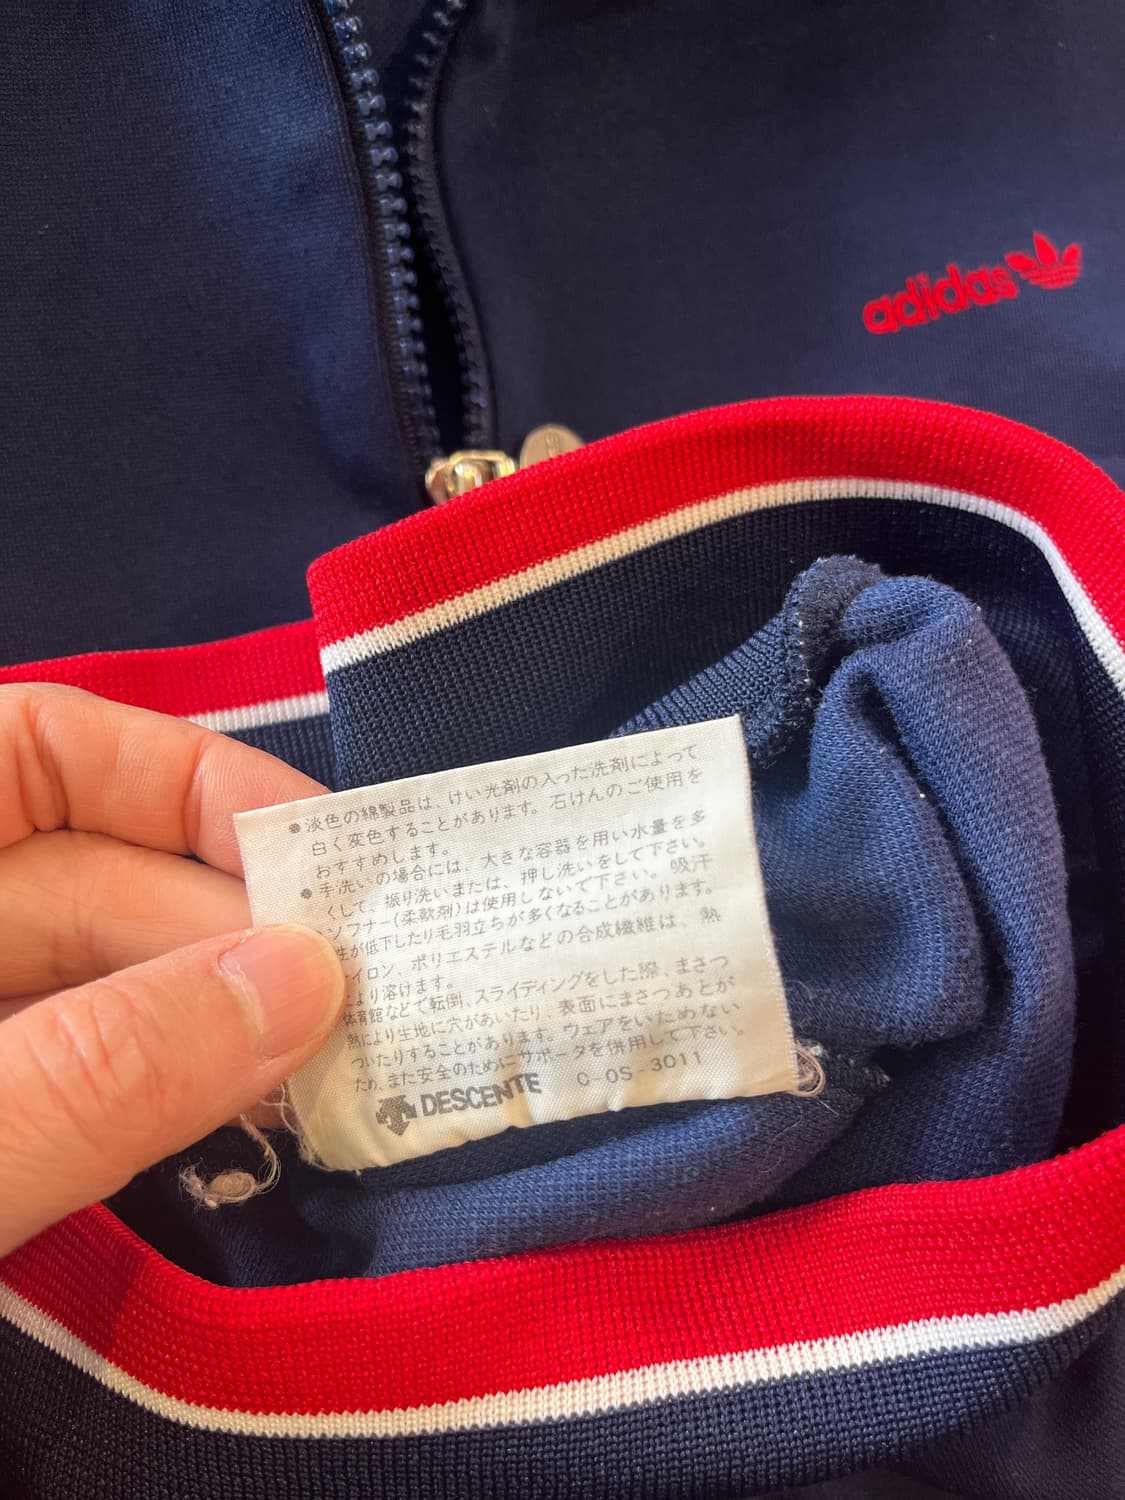 adidas
●淡色の綿製品は、けい光剤の入った洗剤によって
白く変色することがあります。石けんのご使用を
おすすめします。
●手洗いの場合には、大きな容器を用い水量を多
くして、振り洗いまたは、押し洗いをして下さい。
ソフナー(柔軟剤)は使用しないで下さい。吸汗
性が低下したり毛羽立ちが多くなることがあります。
イロン、ポリエステルなどの合成繊維は、熱
により溶けます。
体育館などで転倒、スライディングをした際、まさつ
熱により生地に穴があいたり、表面にまさつあとが
ついたりすることがあります。ウェアをいためない
ため、また安全のためにサポータを併用して下さい。
DESCENTE C-OS-3011